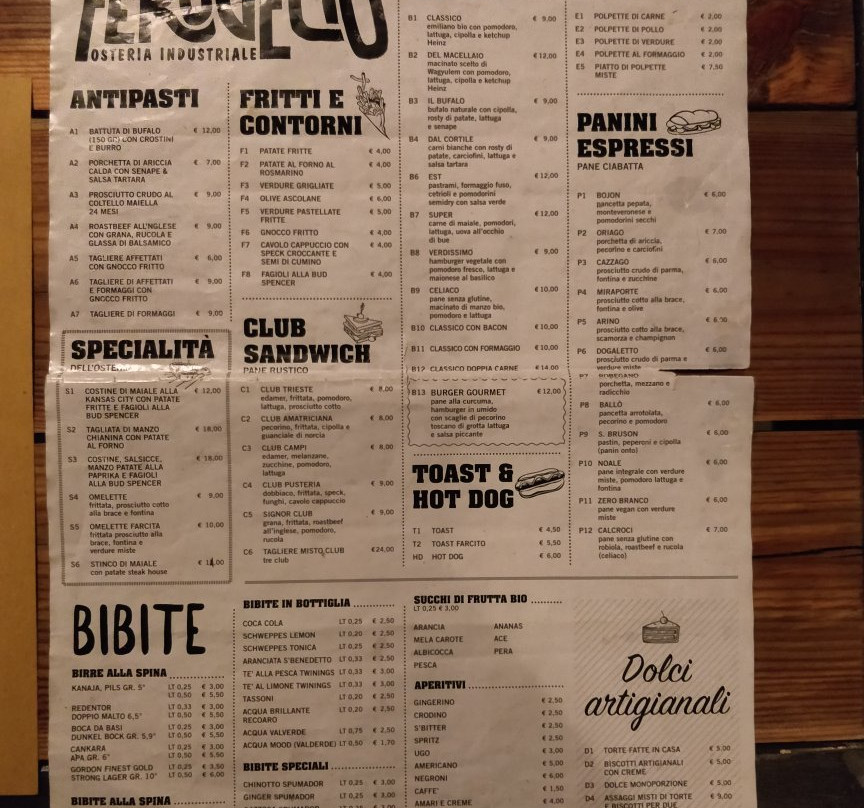 OSTERIA INDUSTRIALE
ANTIPASTI
A1 BATTUTA DI BUFALO € 12,00
(150 GR) CON CROSTINI
E BURRO
A2 PORCHETTA DI ARICCIA € 7,00
CALDA CON SENAPE &
SALSA TARTARA
A3 PROSCIUTTO CRUDO AL € 9,00
COLTELLO MAIELLA
24 MESI
A4 ROASTBEEF ALL'NGLESE € 9,00
CON GRANA, RUCOLA E
GLASSA DI BALSAMICO
A5 TAGLIERE AFFETTATI € 6,00
CON GNOCCO FRITTO
A6 TAGLIERE DI AFFETTATI € 9,00
E FORMAGGI CON
GNOCCO FRITTO
A7 TAGLIERE DI FORMAGGI € 9,00
SPECIALITÀ
S1 COSTINE DI MAIALE ALLA € 12,00
KANSAS CITY CON PATATE
FRITTE E FAGIOLI ALLA
BUD SPENCER
S2 TAGLIATA DI MANZO € 18,00
CHIANINA CON PATATE
AL FORNO
S3 COSTINE, SALSICCE, € 18,00
MANZO PATATE ALLA
PAPRIKA E FAGIOLI
ALLA BUD SPENCER
S4 OMELETTE € 9,00
frittata, prosciutto cotto
alla brace e fontina
S5 OMELETTE FARCITA € 10,00
frittata prosciutto alla
brace, fontina e
verdure miste
S6 STINCO DI MAIALE
con patate steak house
FRITTI E
CONTORNI
F1 PATATE FRITTE € 4,00
F2 PATATE AL FORNO AL € 4,00
ROSMARINO
F3 VERDURE GRIGLIATE € 5,00
F4 OLIVE ASCOLANE € 6,00
F5 VERDURE PASTELLATE € 5,00
FRITTE
F6 GNOCCO FRITTO € 4,00
F7 CAVOLO CAPPUCCIO CON € 4,00
SPECK CROCCANTE E
SEMI DI CUMINO
F8 FAGIOLI ALLA BUD € 4,00
SPENCER
CLUB
SANDWICH
PANE RUSTICO
C1 CLUB TRIESTE € 8,00
edamer, frittata, pomodoro,
lattuga, prosciutto cotto
C2 CLUB AMATRICIANA € 8,00
pecorino, frittata, cipolla e
guanciale di norcia
C3 CLUB CAMPI € 8,00
edamer, melanzane,
zucchine, pomodoro,
lattuga
C4 CLUB PUSTERIA € 9,00
dobbiaco, frittata, speck,
funghi, cavolo cappuccio
C5 SIGNOR CLUB € 9,00
grana, frittata, roastbeef
all'inglese, pomodoro,
rucola
C6 TAGLIERE MISTO CLUB €24,00
tre club
B1 CLASSICO € 9,00
emiliano bio con pomodoro,
lattuga, cipolla e ketchup
Heinz
B2 DEL MACELLAIO €12,00
macinato scelto di
Wagyulem con pomodoro,
lattuga, cipolla e ketchup
Heinz
B3 IL BUFALO € 9,00
bufalo naturale con cipolla,
rosty di patate, lattuga
e senape
B4 DAL CORTILE € 9,00
carni bianche con rosty di
patate, carciofini, lattuga e
salsa tartara
B6 EST €12,00
pastrami, formaggio fuso,
cetrioli e pomodorini
semidry con salsa verde
B7 SUPER €12,00
carne di maiale, pomodori,
lattuga, uova all'occhio
di bue
B8 VERDISSIMO € 9,00
hamburger vegetale con
pomodoro fresco, lattuga e
maionese al basilico
B9 CELIACO €10,00
pane senza glutine,
macinato di manzo bio,
pomodoro e lattuga
B10 CLASSICO CON BACON €10,00
B11 CLASSICO CON FORMAGGIO €10,00
B12 CLASSICO DOPPIA CARNE €14,00
B13 BURGER GOURMET €12,00
pane alla curcuma,
hamburger in umido
con scaglie di pecorino
toscano di grotta lattuga
e salsa piccante
TOAST &
HOT DOG
T1 TOAST € 4,50
T2 TOAST FARCITO € 5,50
HD HOT DOG € 6,00
E1 POLPETTE DI CARNE € 2,00
E2 POLPETTE DI POLLO € 2,00
E3 POLPETTE DI VERDURE € 2,00
E4 POLPETTE AL FORMAGGIO € 2,00
E5 PIATTO DI POLPETTE € 7,50
MISTE
PANINI
ESPRESSI
PANE CIABATTA
P1 BOJON € 6,00
pancetta pepata,
monteveronese e
pomodorini secchi
P2 ORIAGO € 7,00
porchetta di ariccia,
pecorino e carciofini
P3 CAZZAGO € 6,00
prosciutto crudo di parma,
fontina e zucchine
P4 MIRAPORTE € 6,00
prosciutto cotto alla brace,
fontina e olive
P5 ARINO
prosciutto cotto alla brace,
scamorza e champignon
P6 DOGALETTO € 6,00
prosciutto crudo di parma e
verdure miste
porchetta, mezzano e
radicchio
P8 BALLÒ € 6,00
pancetta arrotolata,
pecorino e pomodoro
P9 S. BRUSON € 6,00
pastin, peperoni e cipolla
(panin onto)
P10 NOALE € 6,00
pane integrale con verdure
miste, pomodoro lattuga e
fontina
P11 ZERO BRANCO € 6,00
pane vegan con verdure
miste
P12 CALCROCI € 7,00
pane senza glutine con
robiola, roastbeef e rucola
(celiaco)
BIBITE
BIRRE ALLA SPINA
KANAJA, PILS GR. 5° LT 0,25 € 3,00
LT 0,50 € 5,50
REDENTOR LT 0,33 € 3,00
DOPPIO MALTO 6,5° LT 0,50 € 5,50
BOCA DA BASI LT 0,25 € 3,00
DUNKEL BOCK GR. 5,9° LT 0,50 € 5,50
CANKARA LT 0,25 € 3,00
APA GR. 6° LT 0,50 € 5,50
GORDON FINEST GOLD LT 0,25 € 3,50
STRONG LAGER GR. 10° LT 0,50 € 6,00
BIBITE ALLA SPINA
BIBITE IN BOTTIGLIA
COCA COLA LT 0,25 € 2,50
SCHWEPPES LEMON LT 0,20 € 2,50
SCHWEPPES TONICA LT 0,25 € 2,50
ARANCIATA S'BENEDETTO LT 0,33 € 2,50
TE' ALLA PESCA TWININGS LT 0,33 € 3,00
TE' AL LIMONE TWININGS LT 0,33 € 3,00
TASSONI LT 0,20 € 2,50
ACQUA BRILLANTE LT 0,20 € 2,50
RECOARO
ACQUA VALVERDE LT 0,75 € 2,50
ACQUA MOOD (VALDERDE) LT 0,50 € 1,70
BIBITE SPECIALI
CHINOTTO SPUMADOR LT 0,25 € 3,00
GINGER SPUMADOR LT 0,25 € 3,00
SUCCHI DI FRUTTA BIO
LT 0,25 € 3,00
ARANCIA ANANAS
MELA CAROTE ACE
ALBICOCCA PERA
PESCA
APERITIVI
GINGERINO € 2,50
CRODINO € 2,50
S'BITTER € 2,50
SPRITZ € 2,50
UGO € 3,00
AMERICANO € 5,00
NEGRONI € 6,00
CAFFE' € 1,50
AMARI E CREME € 4,00
Dolci
artigianali
D1 TORTE FATTE IN CASA € 5,00
D2 BISCOTTI ARTIGIANALI € 5,00
CON CREME
D3 DOLCE MONOPORZIONE € 5,00
D4 ASSAGGI MISTI DI TORTE € 9,00
E BISCOTTI PER DUE